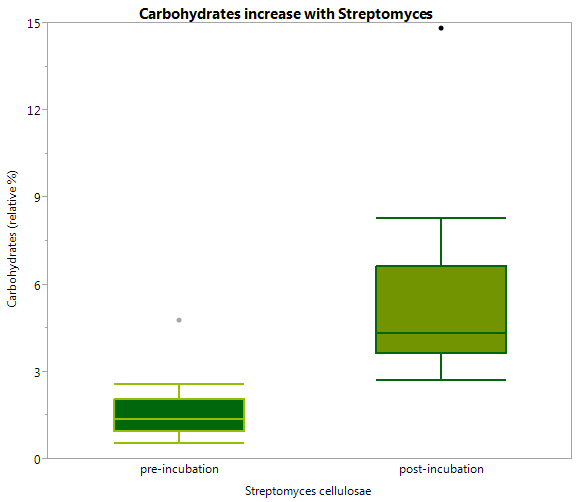 Carbohydrates increase with Streptomyces
15
12
9
6
3
0
Carbohydrates (relative %)
pre-incubation
post-incubation
Streptomyces cellulosae